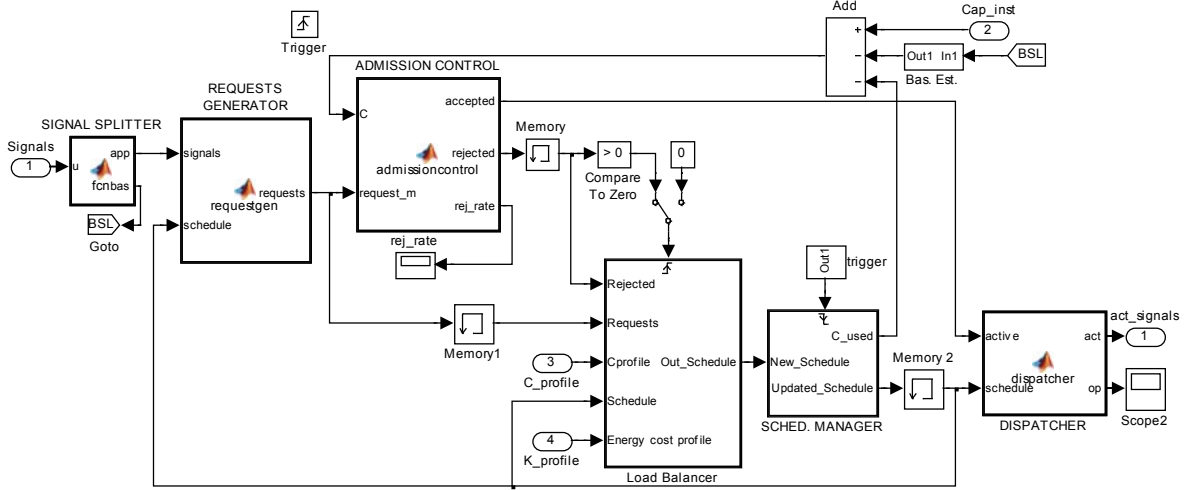 Trigger
Add
+
−
−
Cap_inst
2
Out1 In1
Bas. Est.
BSL
SIGNAL SPLITTER
Signals
1
u
app
fcnbas
BSL
Goto
REQUESTS
GENERATOR
signals
schedule
requests
requestgen
ADMISSION CONTROL
C
request_m
admissioncontrol
accepted
rejected
rej_rate
rej_rate
Memory
> 0
Compare
To Zero
0
Memory1
3
C_profile
4
K_profile
Rejected
Requests
Cprofile
Schedule
Energy cost profile
Out_Schedule
Load Balancer
Out1
trigger
C_used
New_Schedule
Updated_Schedule
SCHED. MANAGER
Memory 2
active
schedule
dispatcher
act
op
DISPATCHER
act_signals
1
Scope2